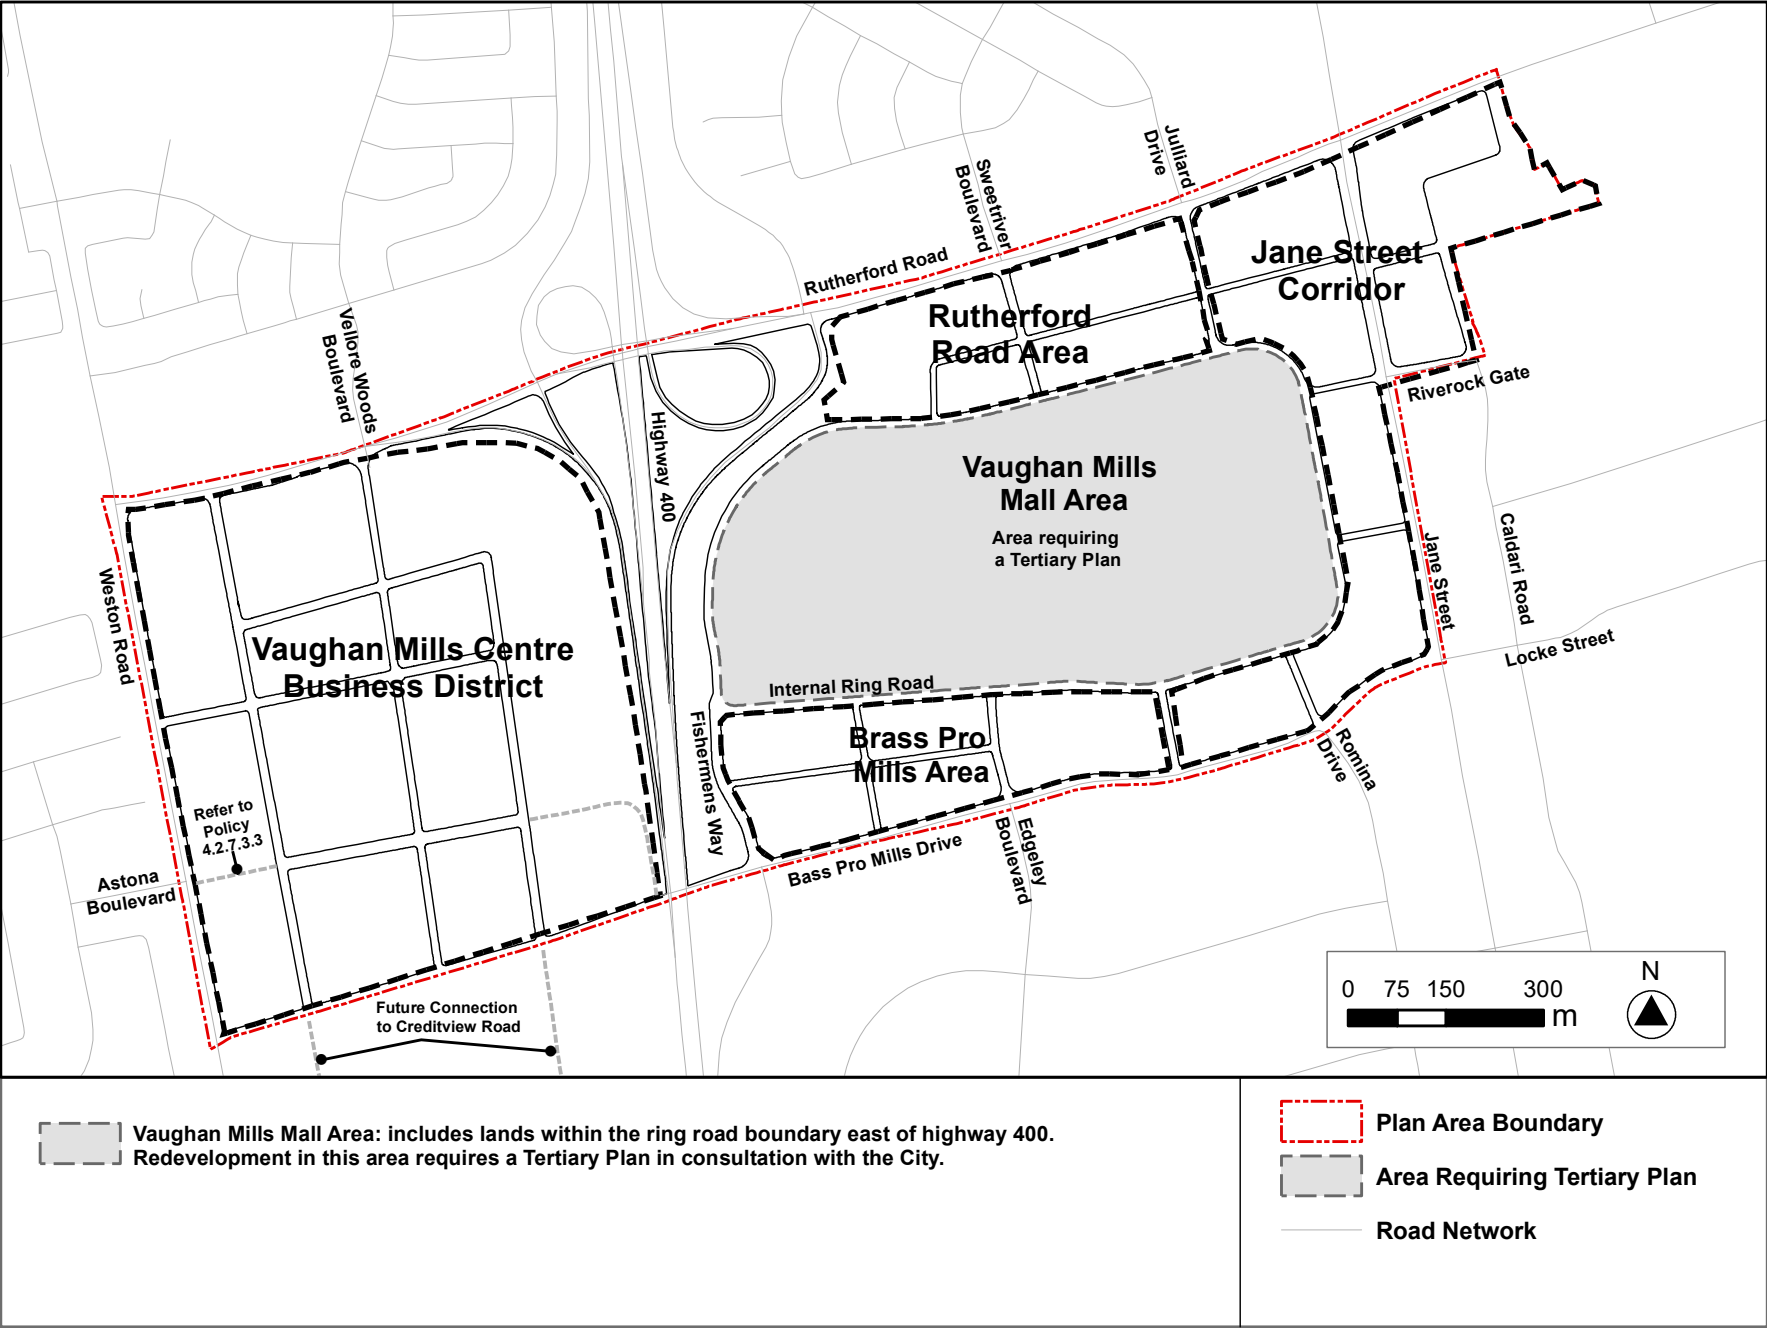 Julliard
Drive
Sweetriver
Boulevard
Rutherford Road
Jane Street
Corridor
Rutherford
Road Area
Vellore Woods
Boulevard
Riverock Gate
Highway 400
Vaughan Mills
Mall Area
Area requiring
a Tertiary Plan
Weston Road
Jane Street
Caldari Road
Locke Street
Vaughan Mills Centre
Business District
Internal Ring Road
Fishermens Way
Brass Pro
Mills Area
Romina
Drive
Refer to
Policy
4.2.7.3.3
Astona
Boulevard
Bass Pro Mills Drive
Edgeley
Boulevard
Future Connection
to Creditview Road
N
0 75 150 300
m
Vaughan Mills Mall Area: includes lands within the ring road boundary east of highway 400.
Redevelopment in this area requires a Tertiary Plan in consultation with the City.
Plan Area Boundary
Area Requiring Tertiary Plan
Road Network